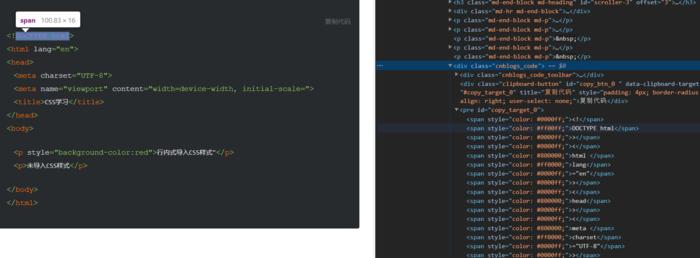 span 100.83 × 16
复制代码
<!DOCTYPE html>
<html lang="en">
<head>
<meta charset="UTF-8">
<meta name="viewport" content="width=device-width, initial-scale=">
<title>CSS学习</title>
</head>
<body>
<p style="background-color:red">行内式导入CSS样式"</p>
<p>未导入CSS样式</p>
</body>
</html>
<h3 class="md-end-block md-heading" id="scroller-3" offset="3">…</h3>
<div class="md-hr md-end-block">…</div>
<p class="md-end-block md-p">…</p>
<p class="md-end-block md-p">…</p>
<p class="md-end-block md-p">&nbsp;</p>
<p class="md-end-block md-p">&nbsp;</p>
<div class="cnblogs_code"> == $0
<div class="cnblogs_code_toolbar">…</div>
<div class="clipboard-button" id="copy_btn_0 " data-clipboard-target
"#copy_target_0" title="复制代码" style="padding: 4px; border-radius
align: right; user-select: none;">复制代码</div>
<pre id="copy_target_0">
<span style="color: #0000ff;"><!</span>
<span style="color: #ff00ff;">DOCTYPE html</span>
<span style="color: #0000ff;">></span>
<span style="color: #0000ff;"><</span>
<span style="color: #800000;">html </span>
<span style="color: #ff0000;">lang</span>
<span style="color: #0000ff;">="en"</span>
<span style="color: #0000ff;">></span>
<span style="color: #0000ff;"><</span>
<span style="color: #800000;">head</span>
<span style="color: #0000ff;">></span>
<span style="color: #0000ff;"><</span>
<span style="color: #800000;">meta </span>
<span style="color: #ff0000;">charset</span>
<span style="color: #0000ff;">="UTF-8"</span>
<span style="color: #0000ff;">></span>